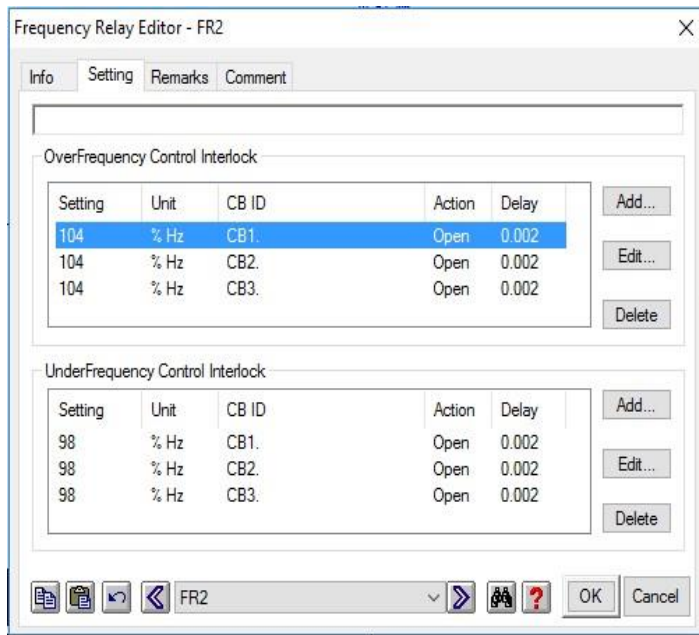 Frequency Relay Editor - FR2
Info Setting Remarks Comment
OverFrequency Control Interlock
Setting Unit CB ID Action Delay
104 % Hz CB1. Open 0.002
104 % Hz CB2. Open 0.002
104 % Hz CB3. Open 0.002
Add...
Edit...
Delete
UnderFrequency Control Interlock
Setting Unit CB ID Action Delay
98 % Hz CB1. Open 0.002
98 % Hz CB2. Open 0.002
98 % Hz CB3. Open 0.002
Add...
Edit...
Delete
FR2 ? OK Cancel